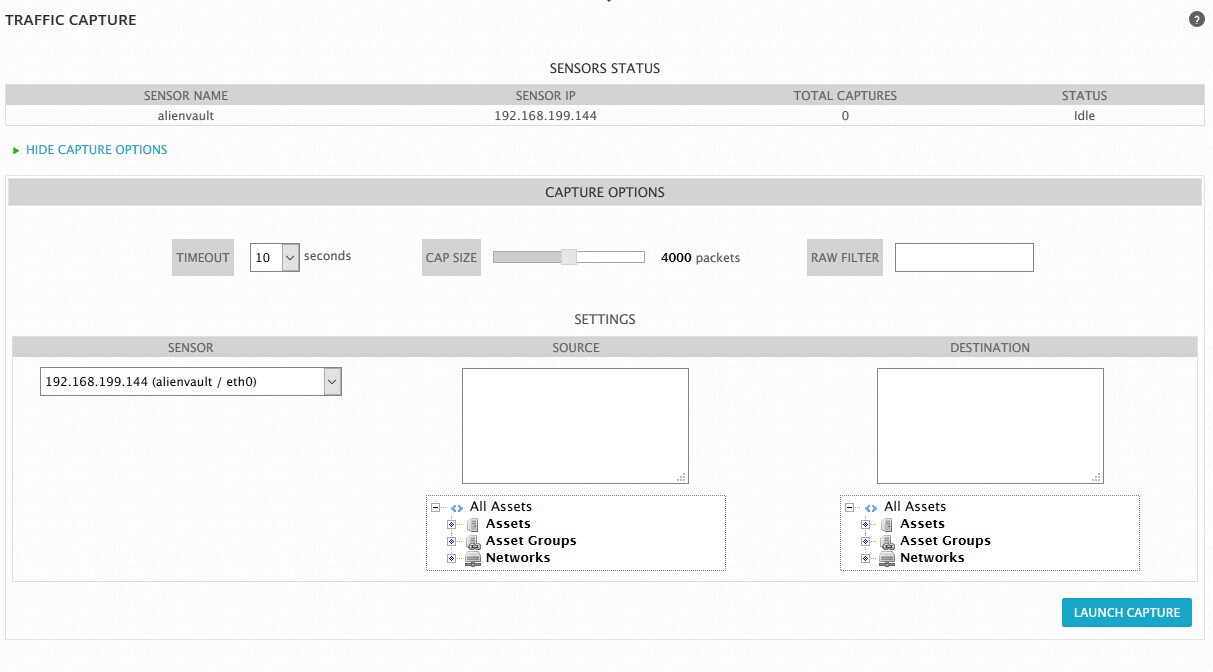 TRAFFIC CAPTURE
?
SENSORS STATUS
SENSOR NAME SENSOR IP TOTAL CAPTURES STATUS
alienvault 192.168.199.144 0 Idle
HIDE CAPTURE OPTIONS
CAPTURE OPTIONS
TIMEOUT 10 seconds CAP SIZE 4000 packets RAW FILTER
SETTINGS
SENSOR SOURCE DESTINATION
192.168.199.144 (alienvault / eth0)
All Assets All Assets
Assets Assets
Asset Groups Asset Groups
Networks Networks
LAUNCH CAPTURE